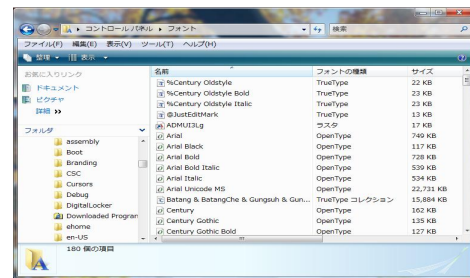 コントロール パネル ▸ フォント
検索
ファイル(F) 編集(E) 表示(V) ツール(T) ヘルプ(H)
整理 表示
お気に入りリンク
ドキュメント
ピクチャ
詳細 >>
フォルダ
assembly
Boot
Branding
CSC
Cursors
Debug
DigitalLocker
Downloaded Program
ehome
en-US
名前 フォントの種類 サイズ
%Century Oldstyle TrueType 22 KB
%Century Oldstyle Bold TrueType 23 KB
%Century Oldstyle Italic TrueType 23 KB
@JustEditMark TrueType 13 KB
ADMUI3Lg ラスタ 17 KB
Arial OpenType 749 KB
Arial Black OpenType 117 KB
Arial Bold OpenType 728 KB
Arial Bold Italic OpenType 539 KB
Arial Italic OpenType 534 KB
Arial Unicode MS OpenType 22,731 KB
Batang & BatangChe & Gungsuh & Gun... TrueType コレクション 15,884 KB
Century OpenType 162 KB
Century Gothic OpenType 135 KB
Century Gothic Bold OpenType 127 KB
180 個の項目